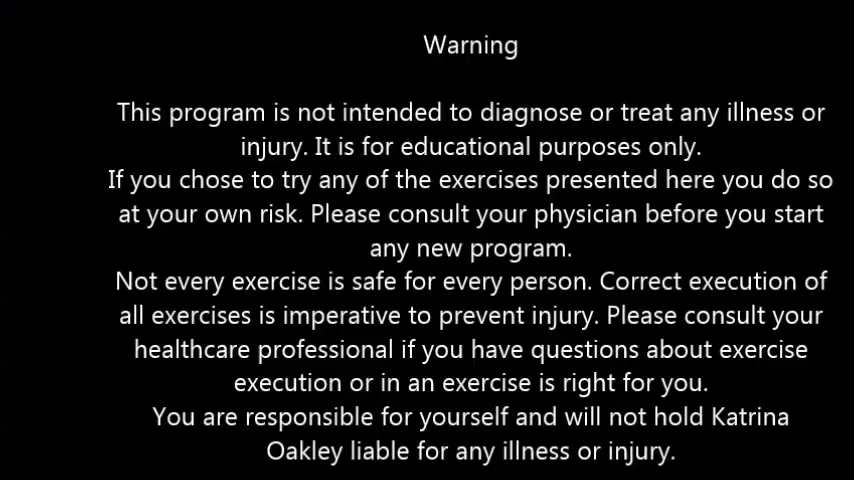 Warning
This program is not intended to diagnose or treat any illness or
injury. It is for educational purposes only.
If you chose to try any of the exercises presented here you do so
at your own risk. Please consult your physician before you start
any new program.
Not every exercise is safe for every person. Correct execution of
all exercises is imperative to prevent injury. Please consult your
healthcare professional if you have questions about exercise
execution or in an exercise is right for you.
You are responsible for yourself and will not hold Katrina
Oakley liable for any illness or injury.